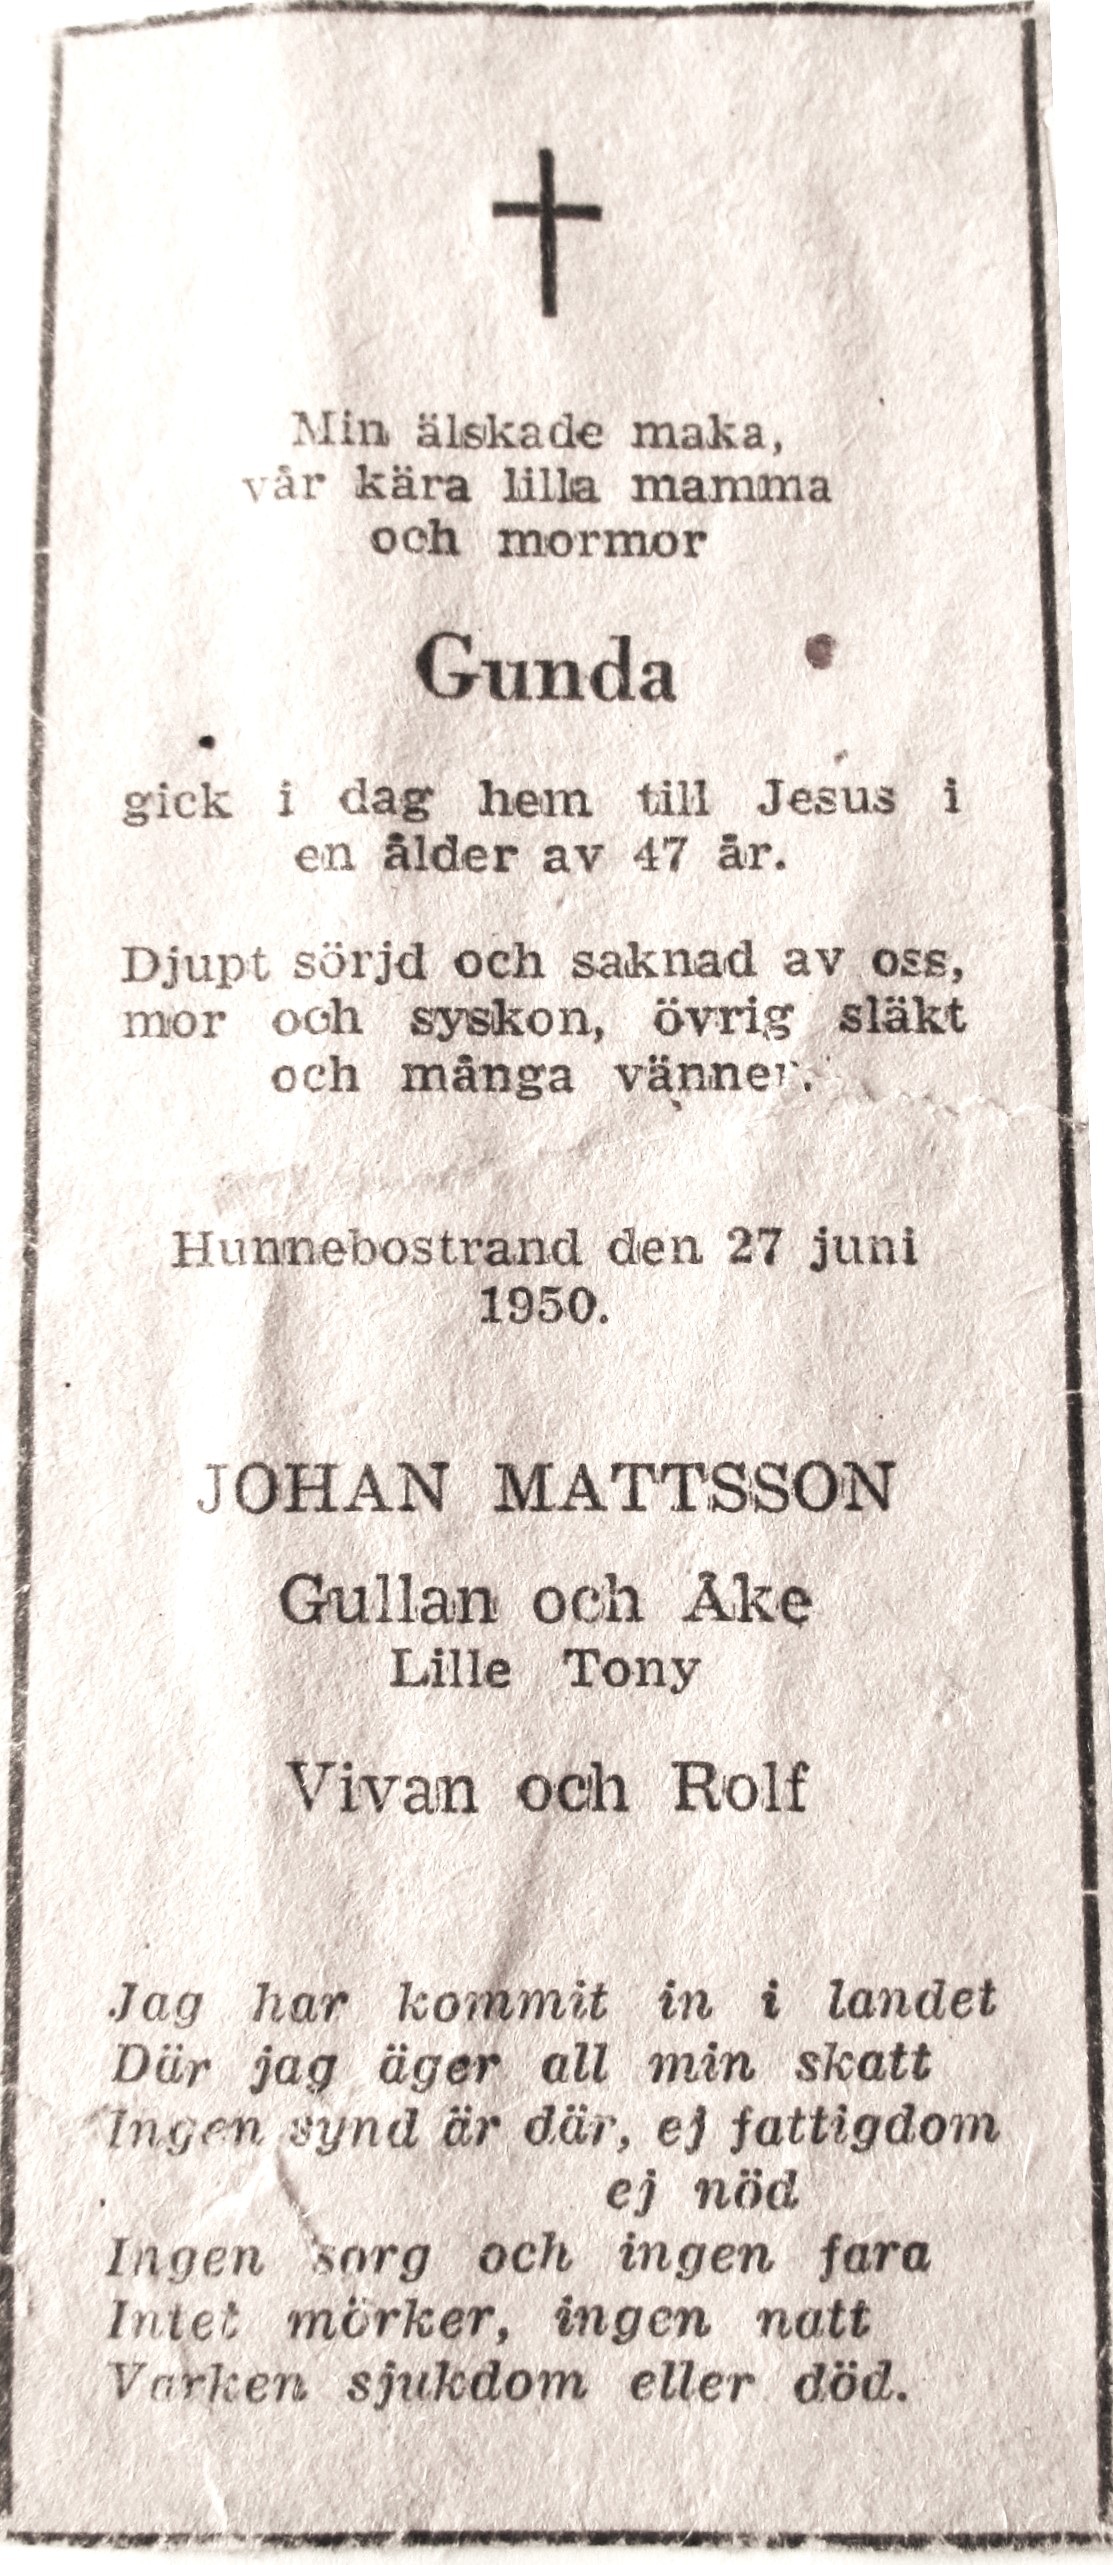 Min älskade maka,
vår kära lilla mamma
och mormor
Gunda
gick i dag hem till Jesus i
en ålder av 47 år.
Djupt sörjd och saknad av oss,
mor och syskon, övrig släkt
och många vänner.
Hunnebostrand den 27 juni
1950.
JOHAN MATTSSON
Gullan och Åke
Lille Tony
Vivan och Rolf
Jag har kommit in i landet
Där jag äger all min skatt
Ingen synd är där, ej fattigdom
ej nöd
Ingen sorg och ingen fara
Intet mörker, ingen natt
Varken sjukdom eller död.